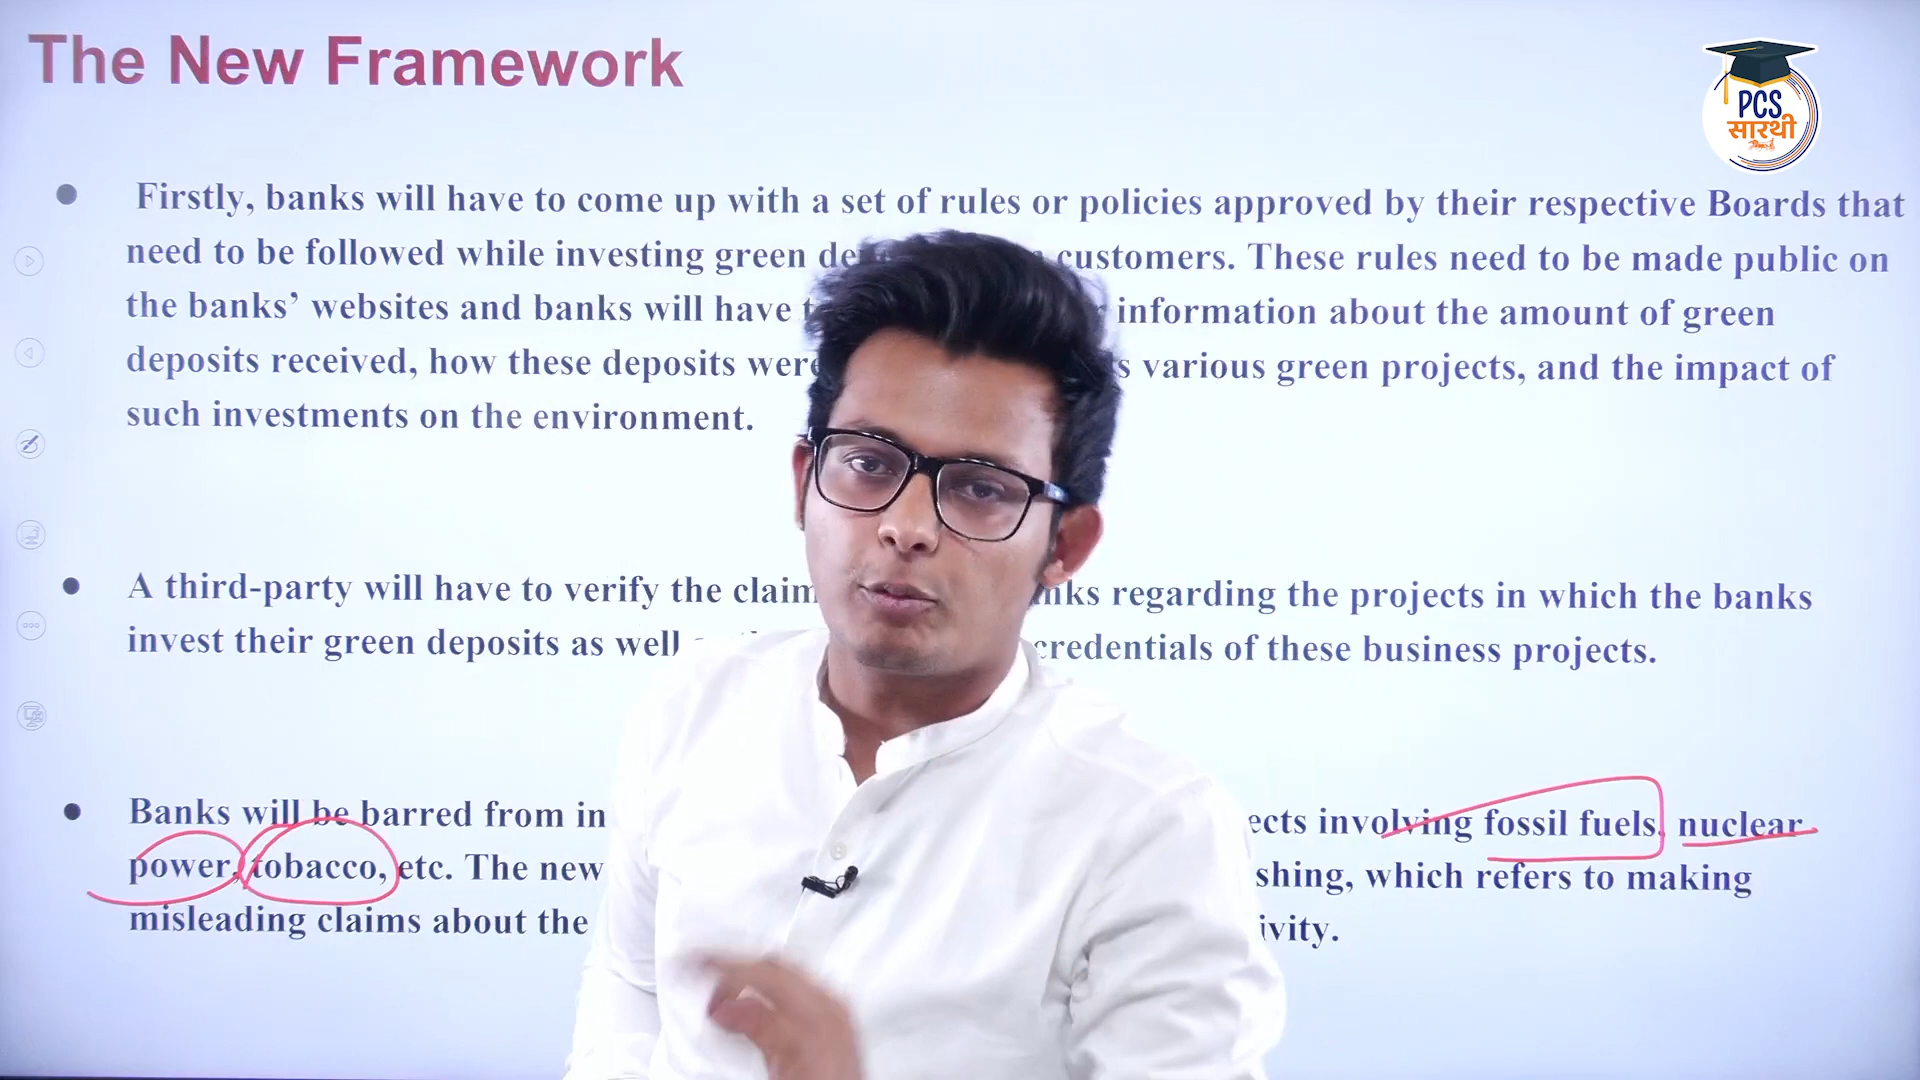 The New Framework
PCS
सारथी
Firstly, banks will have to come up with a set of rules or policies approved by their respective Boards that
need to be followed while investing green customers. These rules need to be made public on
the banks’ websites and banks will have information about the amount of green
deposits received, how these deposits were various green projects, and the impact of
such investments on the environment.
A third-party will have to verify the regarding the projects in which the banks
invest their green deposits as well credentials of these business projects.
Banks will be barred from involving fossil fuels, nuclear
power, tobacco, etc. The new which refers to making
misleading claims about the